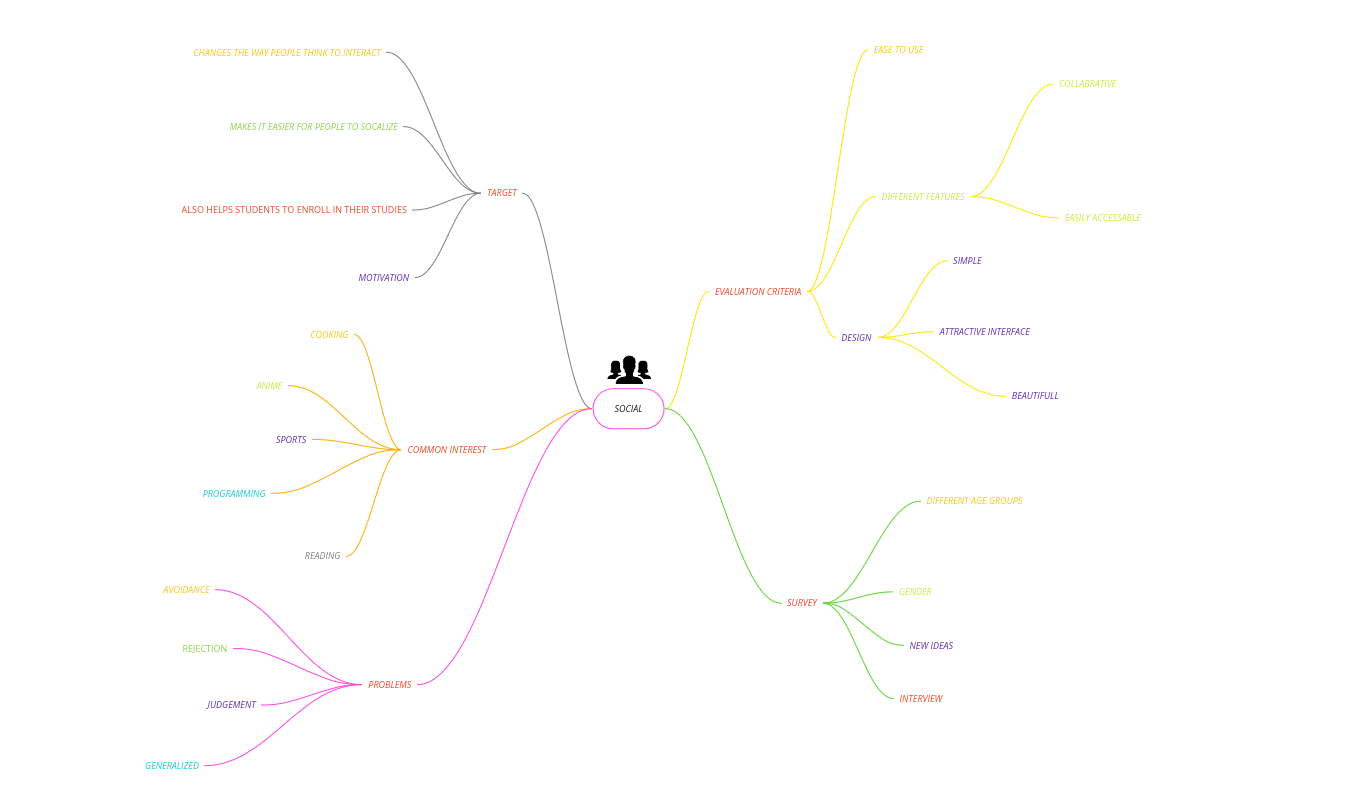 CHANGES THE WAY PEOPLE THINK TO INTERACT
MAKES IT EASIER FOR PEOPLE TO SOCALIZE
TARGET
ALSO HELPS STUDENTS TO ENROLL IN THEIR STUDIES
MOTIVATION
COOKING
ANIME
SPORTS
COMMON INTEREST
PROGRAMMING
READING
AVOIDANCE
REJECTION
PROBLEMS
JUDGEMENT
GENERALIZED
SOCIAL
EASE TO USE
COLLABRATIVE
DIFFERENT FEATURES
EASILY ACCESSABLE
EVALUATION CRITERIA
SIMPLE
DESIGN
ATTRACTIVE INTERFACE
BEAUTIFULL
DIFFERENT AGE GROUPS
GENDER
SURVEY
NEW IDEAS
INTERVIEW